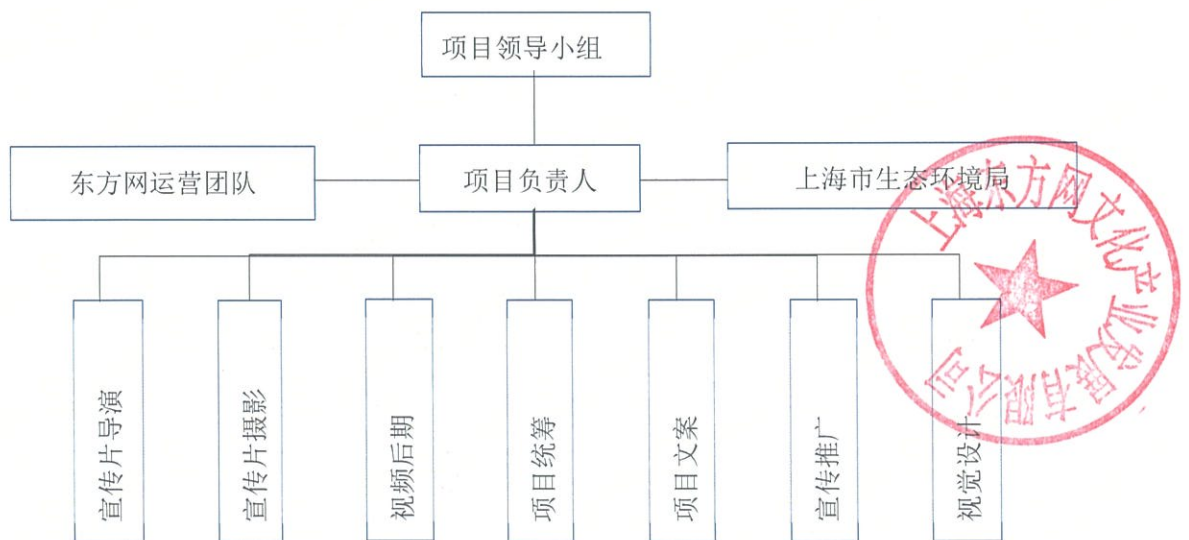 项目领导小组
东方网运营团队
项目负责人
上海市生态环境局
宣传片导演
宣传片摄影
视频后期
项目统筹
项目文案
宣传推广
视觉设计
上海东方网文化产业发展有限公司